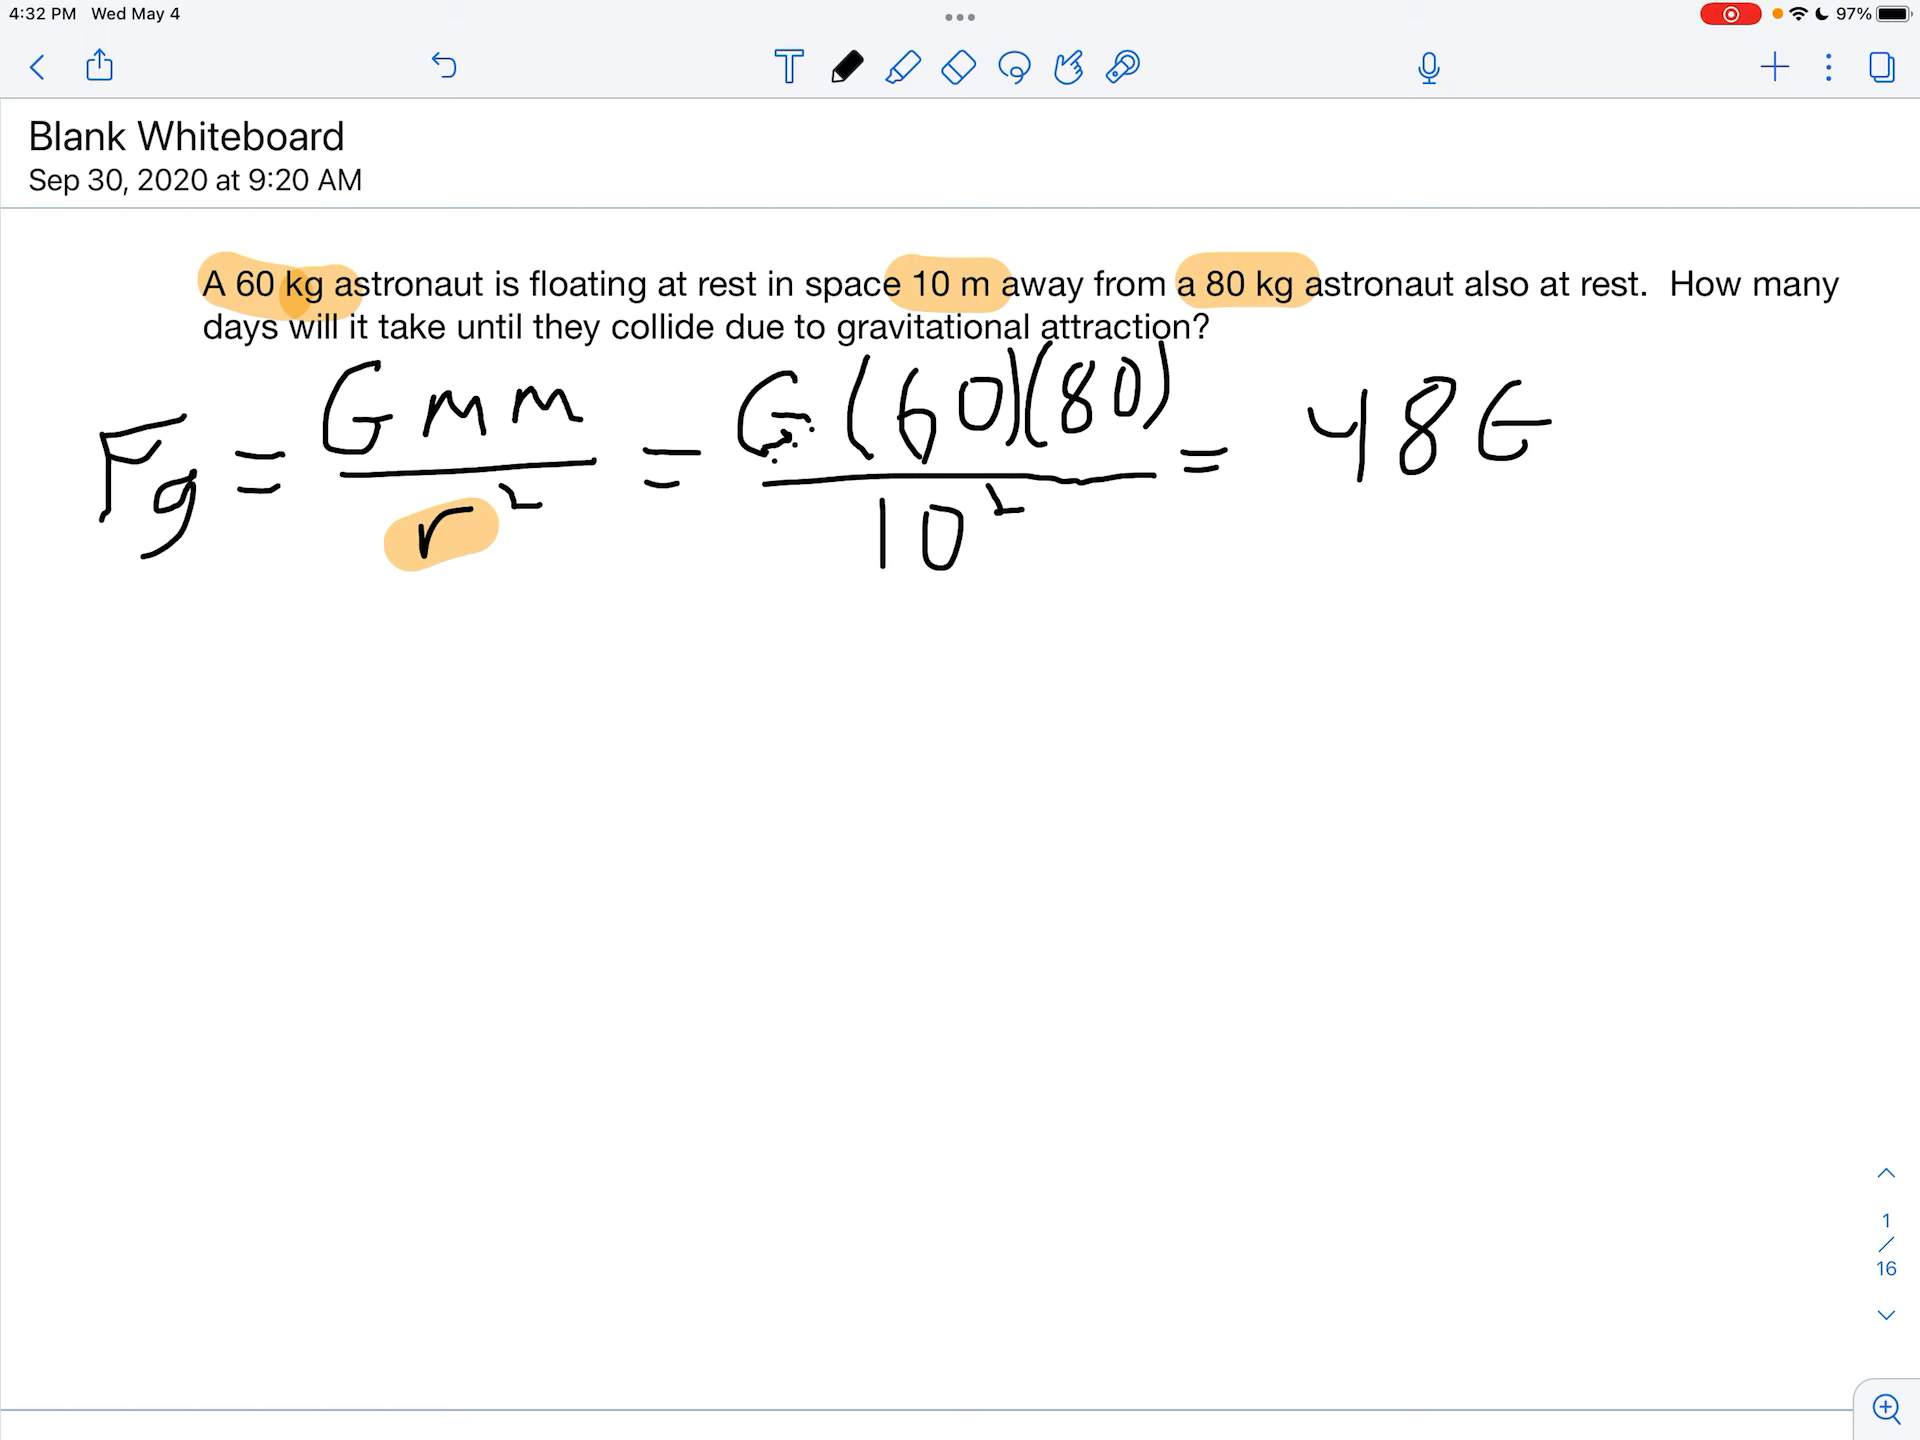 4:32 PM Wed May 4
97%
Blank Whiteboard
Sep 30, 2020 at 9:20 AM
A 60 kg astronaut is floating at rest in space 10 m away from a 80 kg astronaut also at rest. How many
days will it take until they collide due to gravitational attraction?
Fg = GMM / r² = G(60)(80) / 10² = 48G
1
/
16